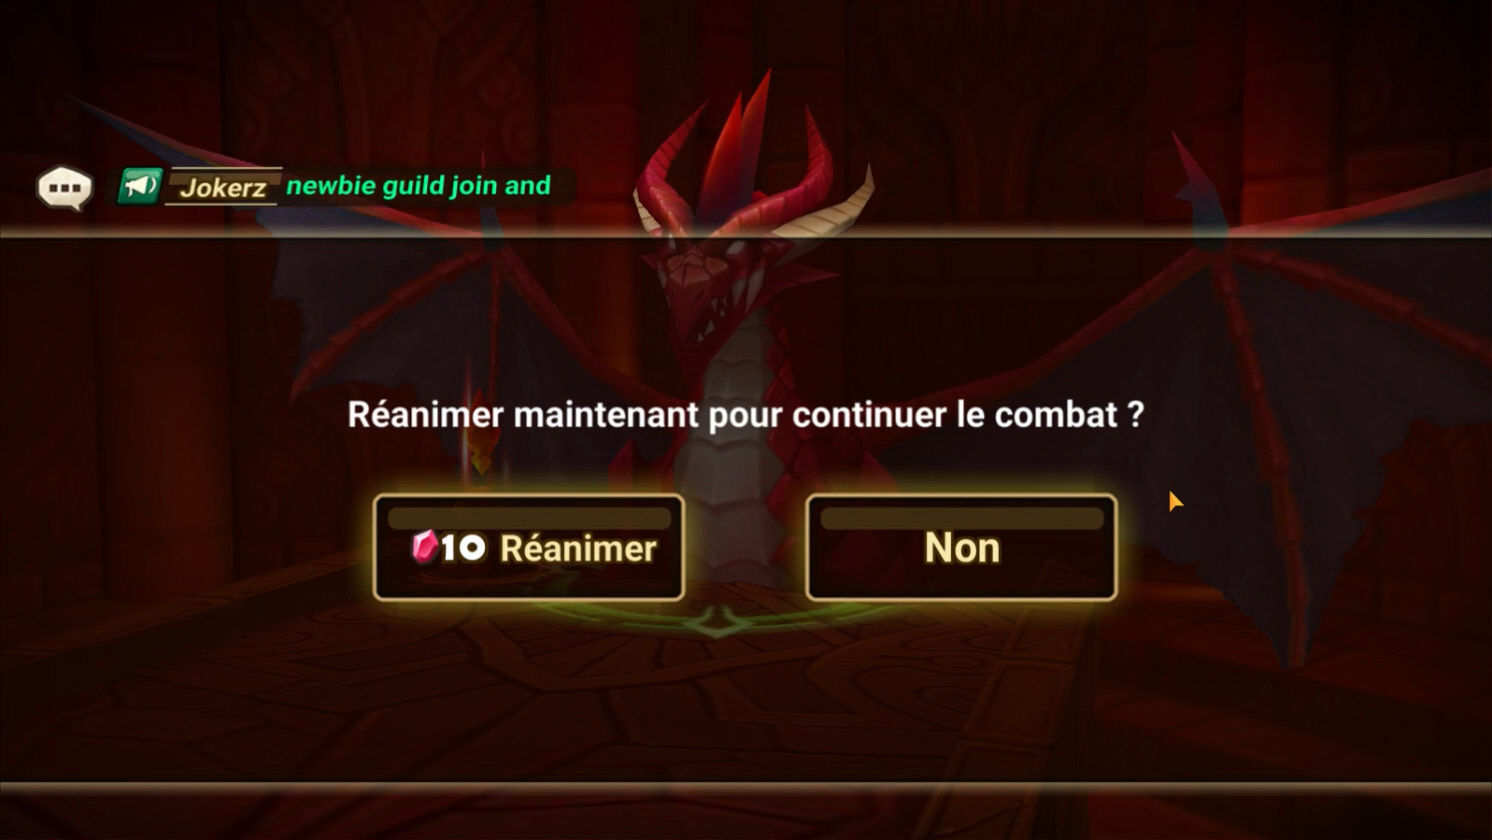 Jokerz newbie guild join and
Réanimer maintenant pour continuer le combat ?
10 Réanimer
Non